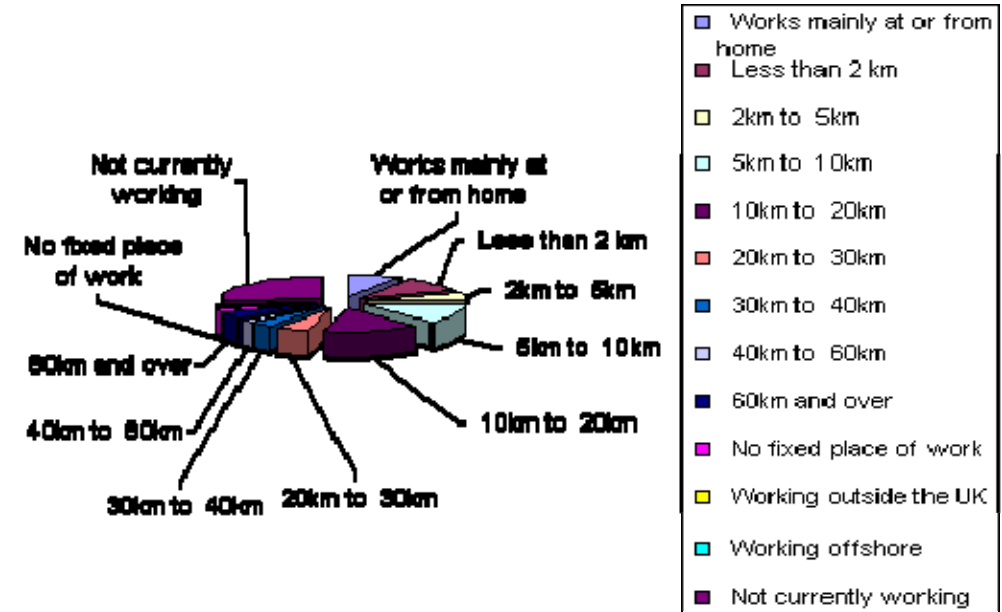 Not currently
working
Works mainly at
or from home
No fixed place
of work
Less than 2 km
2km to 5km
5km to 10km
60km and over
10km to 20km
40km to 60km
30km to 40km
20km to 30km
Works mainly at or from
home
Less than 2 km
2km to 5km
5km to 10km
10km to 20km
20km to 30km
30km to 40km
40km to 60km
60km and over
No fixed place of work
Working outside the UK
Working offshore
Not currently working